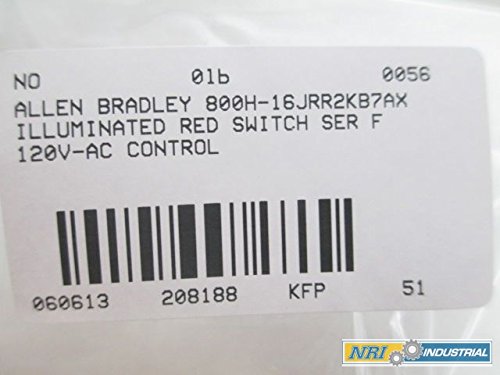 NO 01b 0056
ALLEN BRADLEY 800H-16JRR2KB7AX
ILLUMINATED RED SWITCH SER F
120V-AC CONTROL
060613 208188 KFP 51
NRI INDUSTRIAL